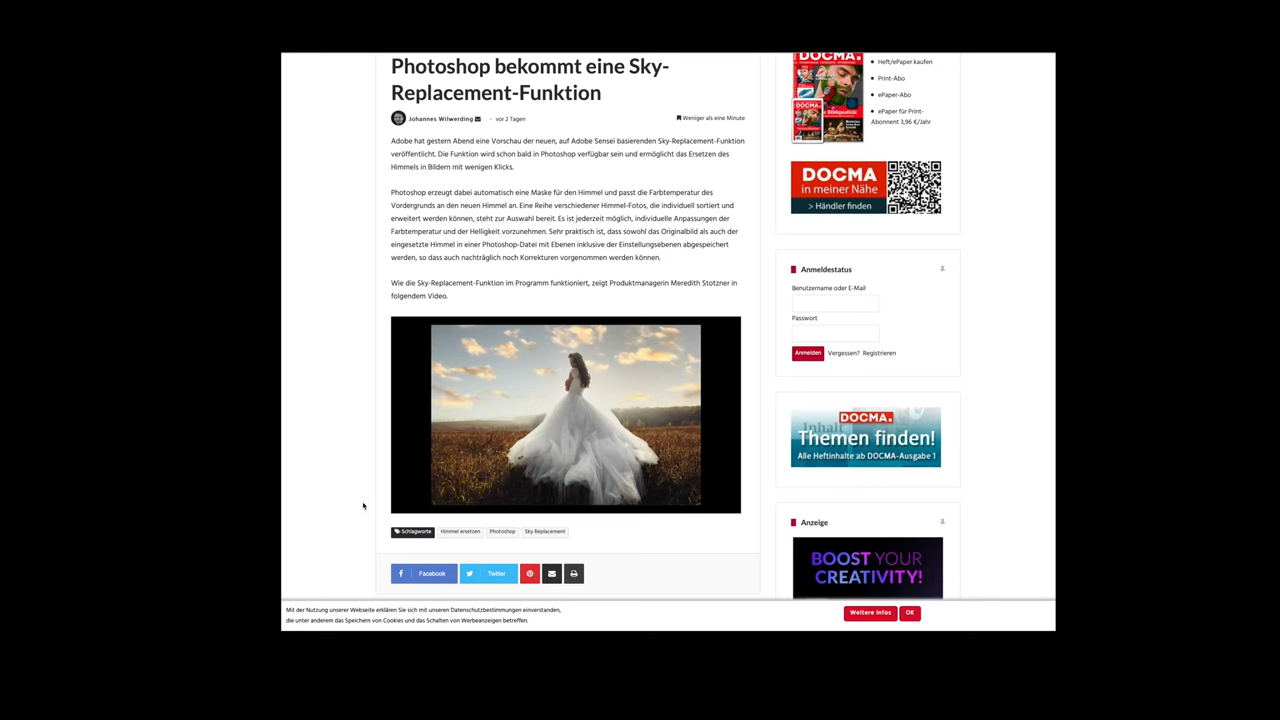 Photoshop bekommt eine Sky-
Replacement-Funktion
Johannes Wilwerding
vor 2 Tagen
Weniger als eine Minute
Adobe hat gestern Abend eine Vorschau der neuen, auf Adobe Sensei basierenden Sky-Replacement-Funktion
veröffentlicht. Die Funktion wird schon bald in Photoshop verfügbar sein und ermöglicht das Ersetzen des
Himmels in Bildern mit wenigen Klicks.
Photoshop erzeugt dabei automatisch eine Maske für den Himmel und passt die Farbtemperatur des
Vordergrunds an den neuen Himmel an. Eine Reihe verschiedener Himmel-Fotos, die individuell sortiert und
erweitert werden können, steht zur Auswahl bereit. Es ist jederzeit möglich, individuelle Anpassungen der
Farbtemperatur und der Helligkeit vorzunehmen. Sehr praktisch ist, dass sowohl das Originalbild als auch der
eingesetzte Himmel in einer Photoshop-Datei mit Ebenen inklusive der Einstellungsebenen abgespeichert
werden, so dass auch nachträglich noch Korrekturen vorgenommen werden können.
Wie die Sky-Replacement-Funktion im Programm funktioniert, zeigt Produktmanagerin Meredith Stotzner in
folgendem Video.
Schlagworte
Himmel ersetzen
Photoshop
Sky Replacement
Facebook
Twitter
DOCMA.
Heft/ePaper kaufen
Print-Abo
ePaper-Abo
ePaper für Print-
Abonnent 3,96 €/Jahr
DOCMA
in meiner Nähe
> Händler finden
Anmeldestatus
Benutzername oder E-Mail
Passwort
Anmelden Vergessen? Registrieren
DOCMA.
Inhalt
Themen finden!
Alle Heftinhalte ab DOCMA-Ausgabe 1
Anzeige
BOOST YOUR
CREATIVITY!
Mit der Nutzung unserer Webseite erklären Sie sich mit unseren Datenschutzbestimmungen einverstanden,
die unter anderem das Speichern von Cookies und das Schalten von Werbeanzeigen betreffen.
Weitere Infos
OK